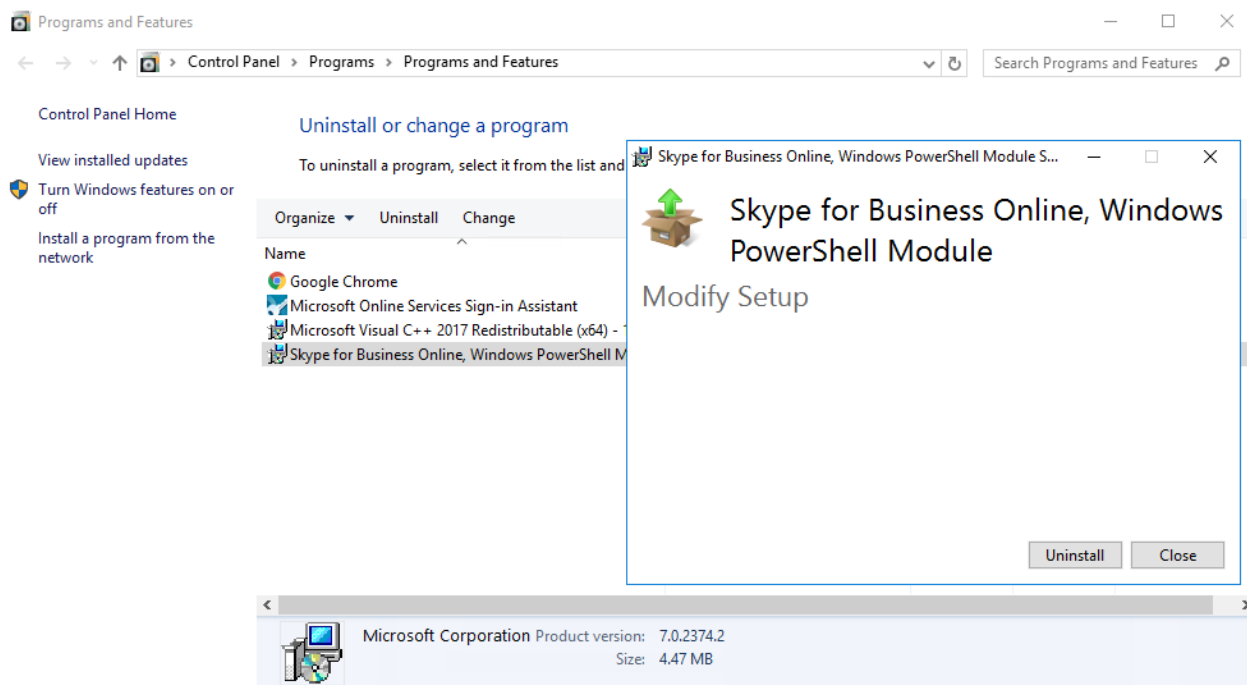 Programs and Features
Control Panel > Programs > Programs and Features
Search Programs and Features
Control Panel Home
View installed updates
Turn Windows features on or
off
Install a program from the
network
Uninstall or change a program
To uninstall a program, select it from the list and
Organize
Uninstall
Change
Name
Google Chrome
Microsoft Online Services Sign-in Assistant
Microsoft Visual C++ 2017 Redistributable (x64) -
Skype for Business Online, Windows PowerShell M
Skype for Business Online, Windows PowerShell Module S...
Skype for Business Online, Windows
PowerShell Module
Modify Setup
Uninstall
Close
Microsoft Corporation Product version: 7.0.2374.2
Size: 4.47 MB